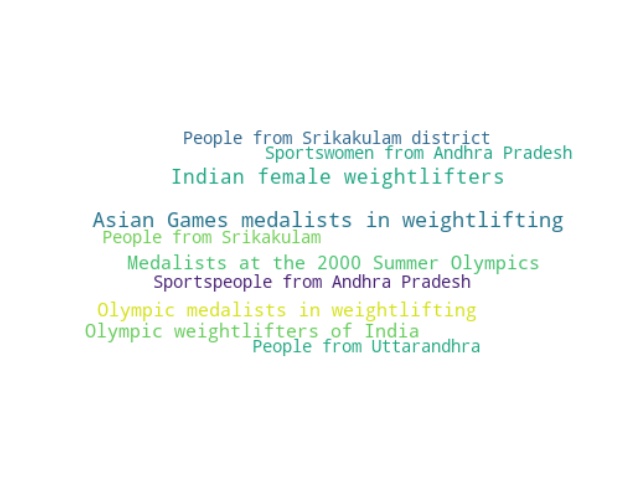 People from Srikakulam district
Sportswomen from Andhra Pradesh
Indian female weightlifters
Asian Games medalists in weightlifting
People from Srikakulam
Medalists at the 2000 Summer Olympics
Sportspeople from Andhra Pradesh
Olympic medalists in weightlifting
Olympic weightlifters of India
People from Uttarandhra